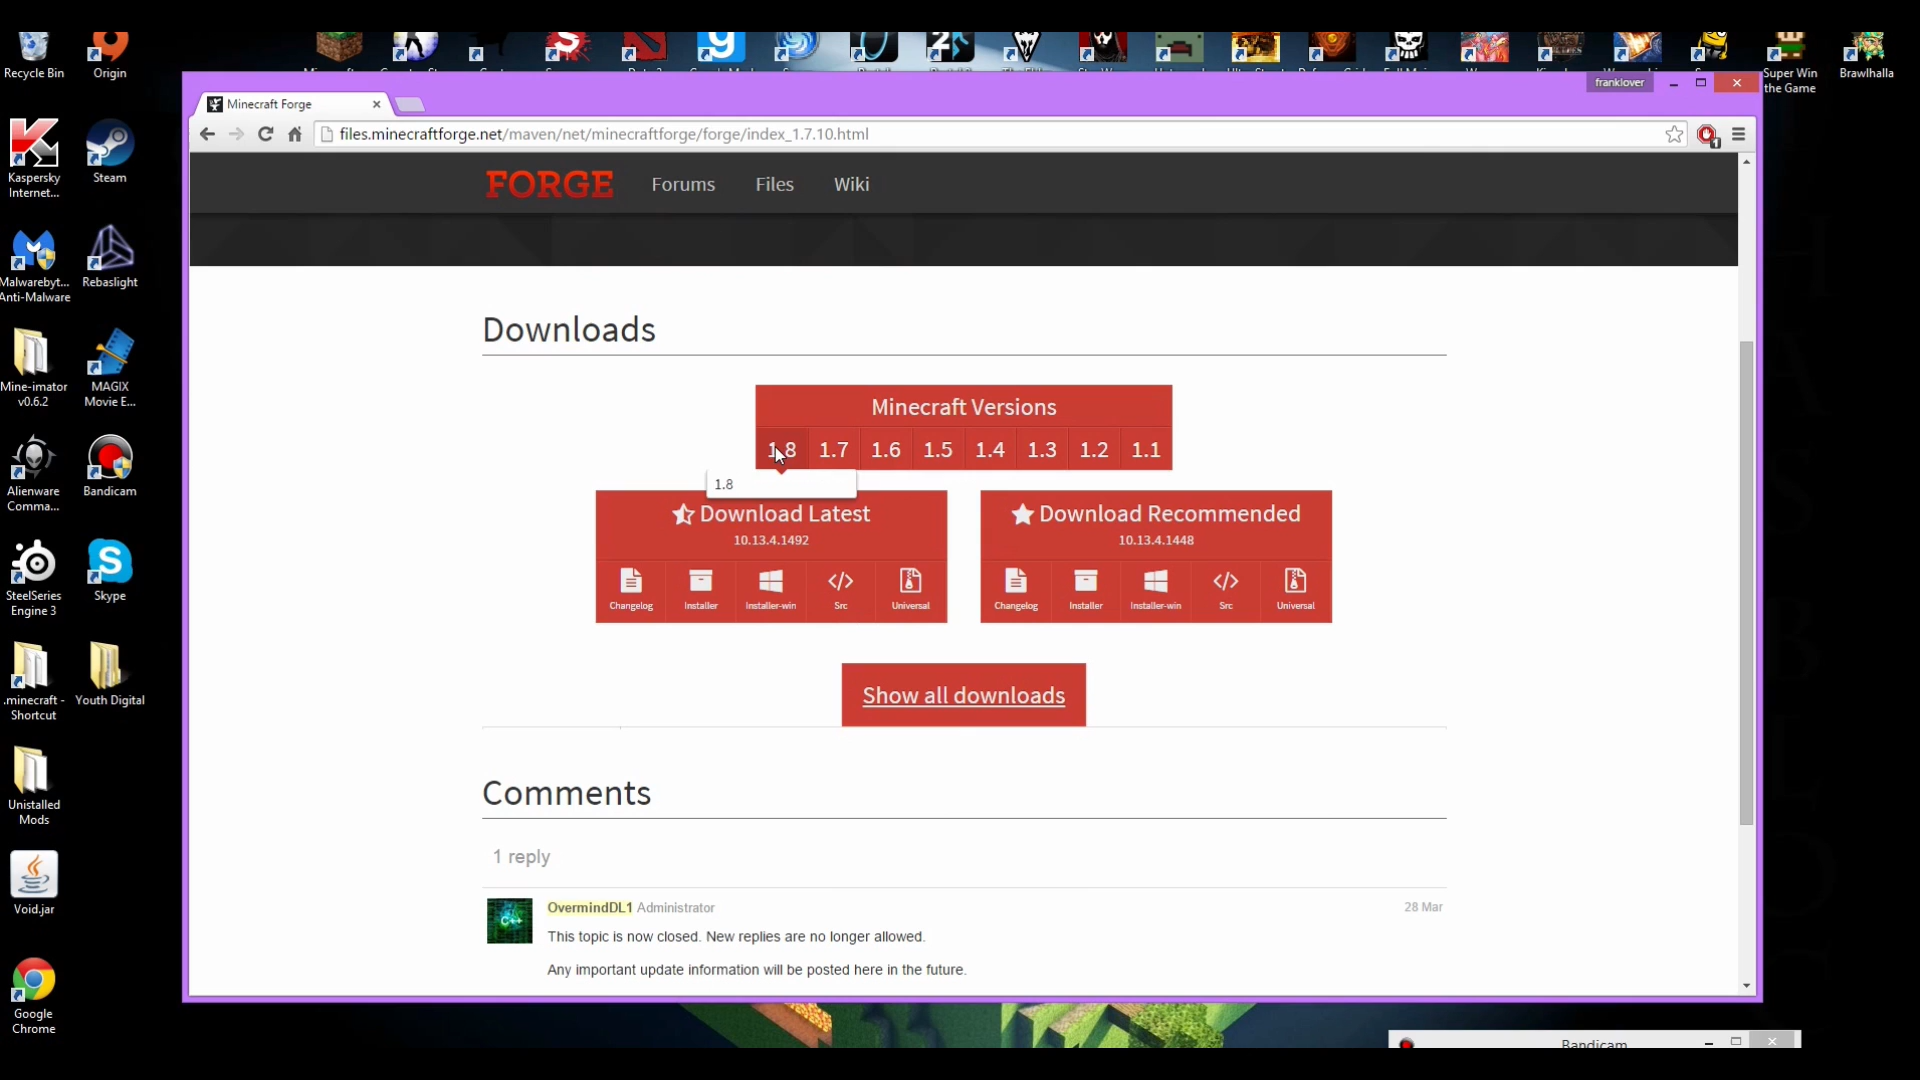 Recycle Bin
Origin
Super Win the Game
Brawlhalla
franklover
Minecraft Forge
files.minecraftforge.net/maven/net/minecraftforge/forge/index_1.7.10.html
Kaspersky Internet...
Steam
FORGE Forums Files Wiki
Malwareby t... Anti-Malware
Rebaslight
Downloads
Mine-imator v0.6.2
MAGIX Movie E...
Minecraft Versions
1.8 1.7 1.6 1.5 1.4 1.3 1.2 1.1
1.8
Alienware Comma...
Bandicam
Download Latest
10.13.4.1492
Changelog Installer Installer-win Src Universal
Download Recommended
10.13.4.1448
Changelog Installer Installer-win Src Universal
SteelSeries Engine 3
Skype
Show all downloads
.minecraft - Shortcut
Youth Digital
Comments
Unistalled Mods
1 reply
Void.jar
OvermindDL1 Administrator
28 Mar
This topic is now closed. New replies are no longer allowed.
Any important update information will be posted here in the future.
Google Chrome
Bandicam